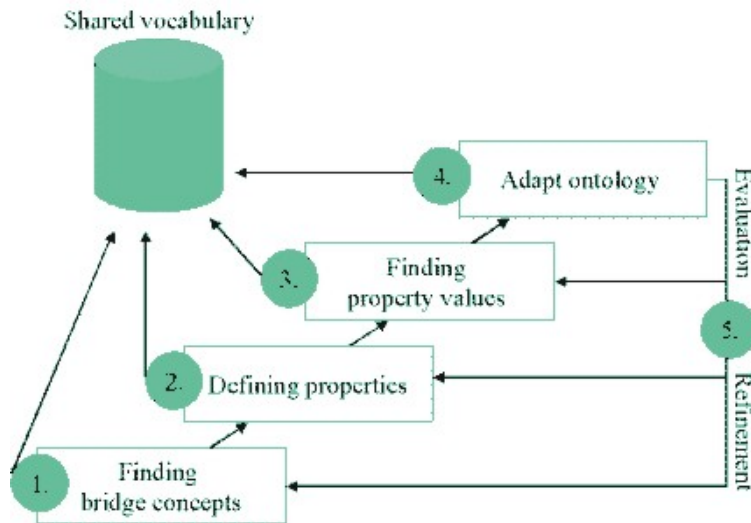 Shared vocabulary
4.
Adapt ontology
Evaluation
3.
Finding
property values
5.
2.
Defining properties
Refinement
1.
Finding
bridge concepts